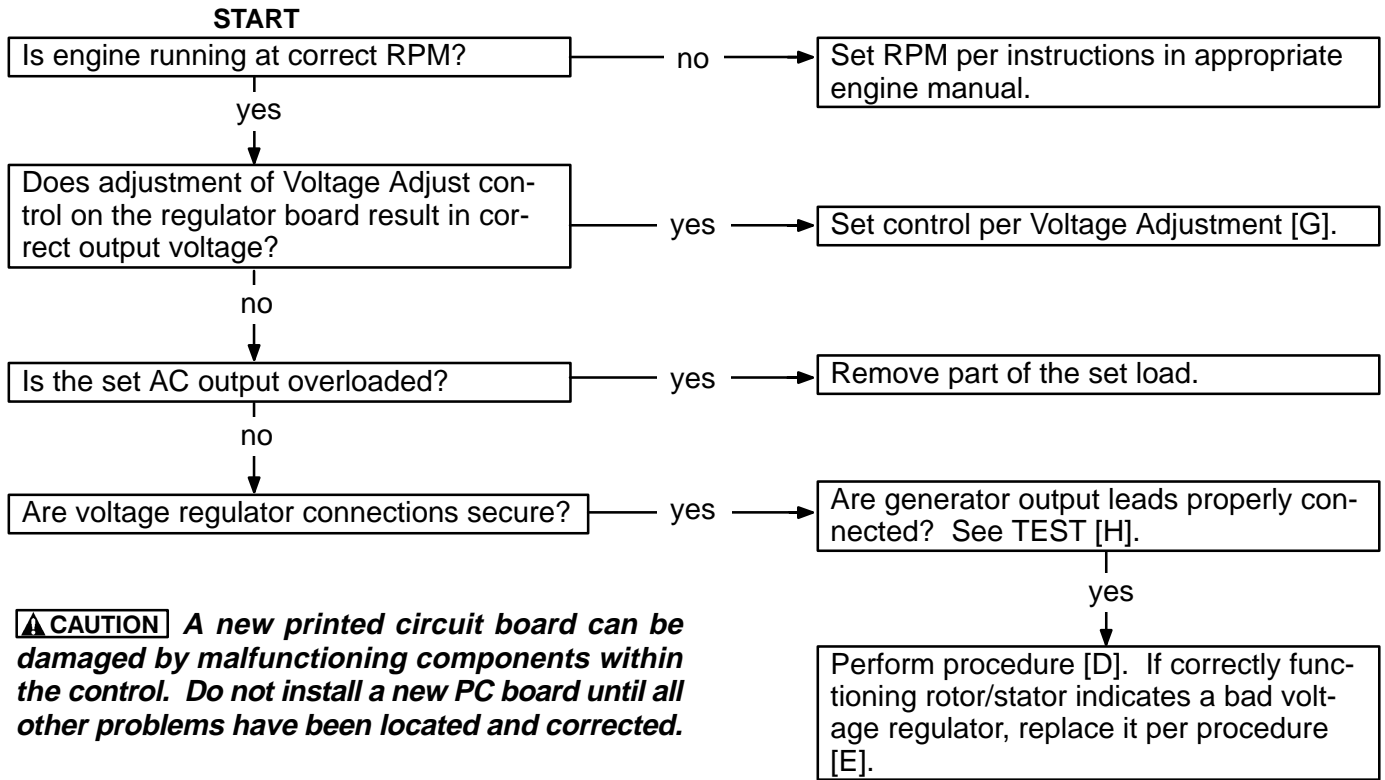 START
Is engine running at correct RPM?
no
Set RPM per instructions in appropriate
engine manual.
yes
Does adjustment of Voltage Adjust con-
trol on the regulator board result in cor-
rect output voltage?
yes
Set control per Voltage Adjustment [G].
no
Is the set AC output overloaded?
yes
Remove part of the set load.
no
Are voltage regulator connections secure?
yes
Are generator output leads properly con-
nected? See TEST [H].
yes
Perform procedure [D]. If correctly func-
tioning rotor/stator indicates a bad volt-
age regulator, replace it per procedure
[E].
CAUTION A new printed circuit board can be
damaged by malfunctioning components within
the control. Do not install a new PC board until all
other problems have been located and corrected.